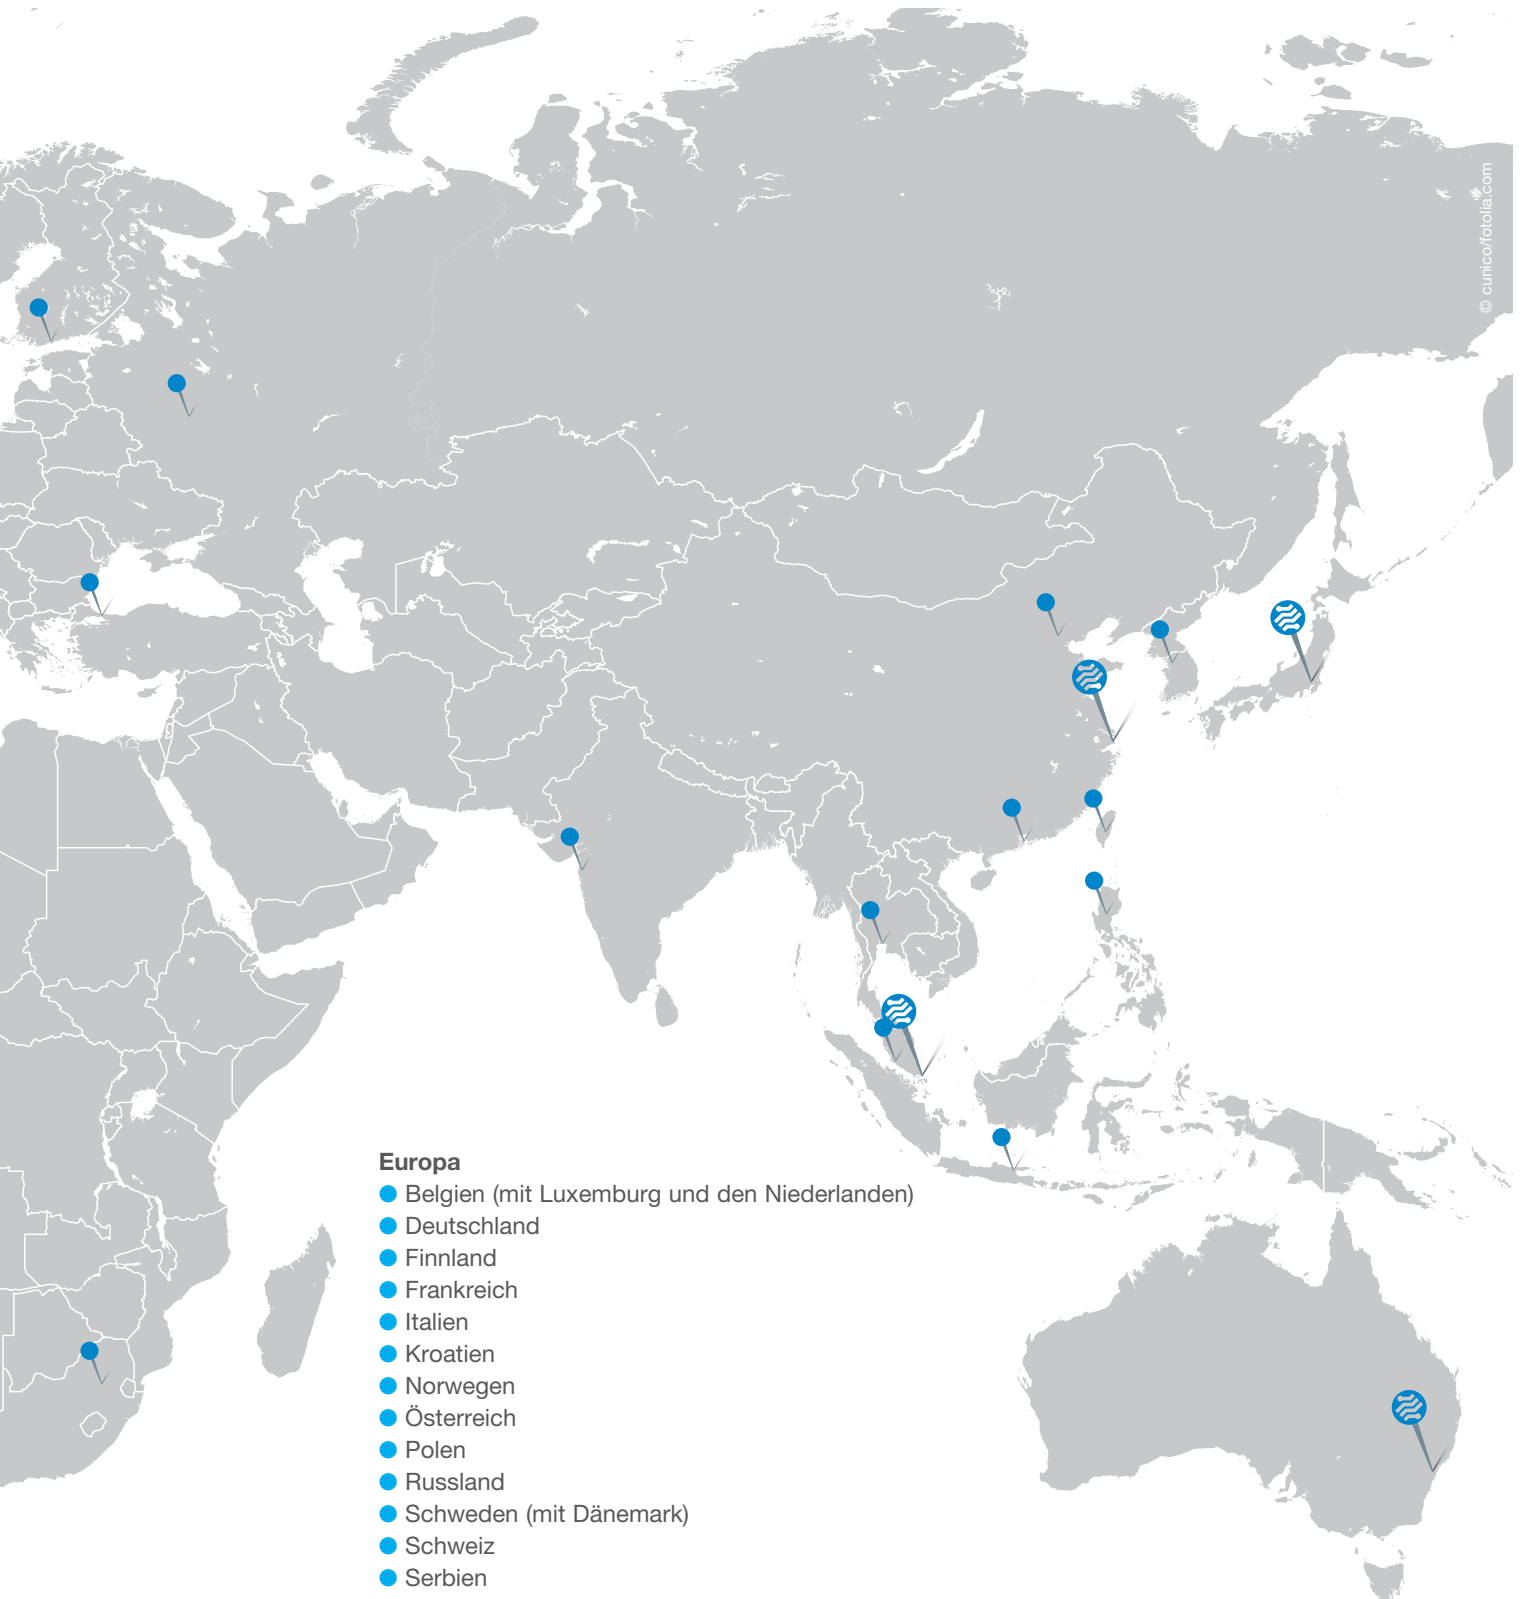 © cunico/fotolia.com
Europa
Belgien (mit Luxemburg und den Niederlanden)
Deutschland
Finnland
Frankreich
Italien
Kroatien
Norwegen
Österreich
Polen
Russland
Schweden (mit Dänemark)
Schweiz
Serbien